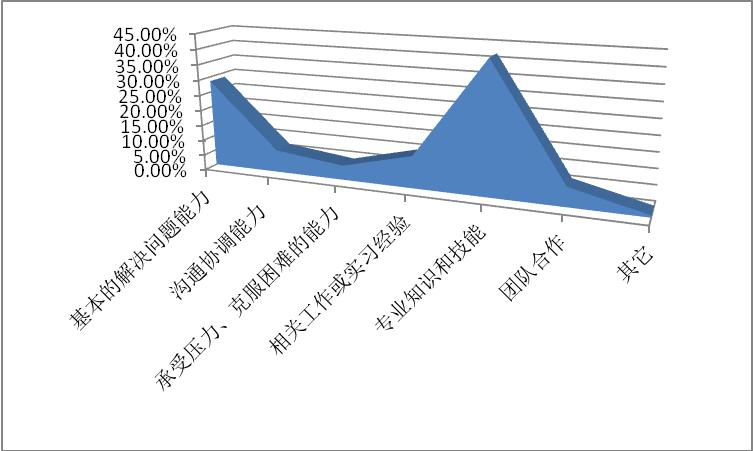 45.00%
40.00%
35.00%
30.00%
25.00%
20.00%
15.00%
10.00%
5.00%
0.00%
基本的解决问题能力
沟通协调能力
承受压力、克服困难的能力
相关工作或实习经验
专业知识和技能
团队合作
其它